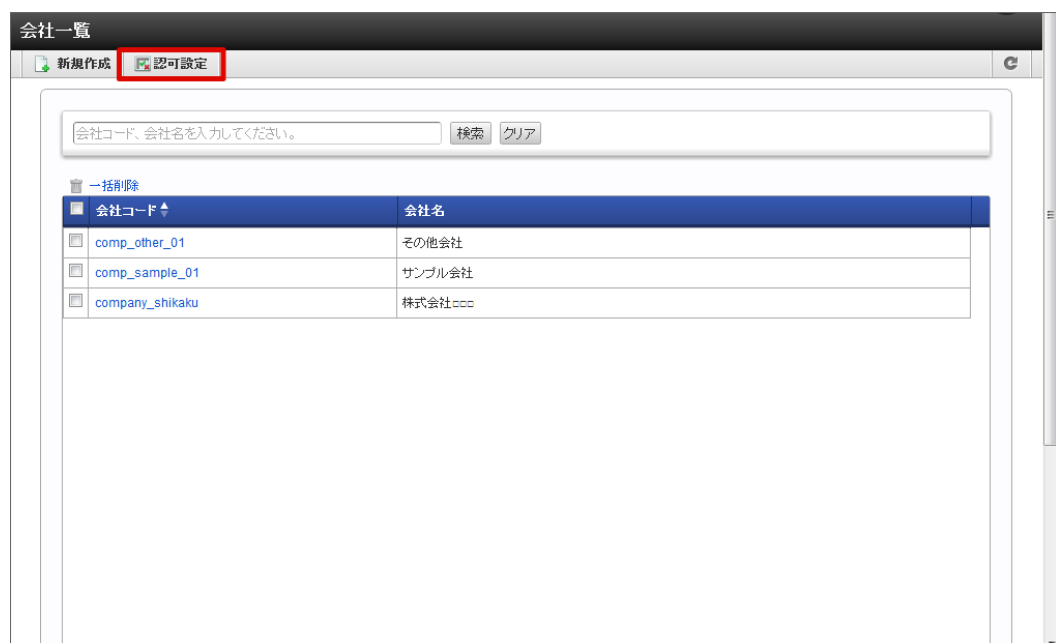 会社一覧
新規作成 認可設定
会社コード、会社名を入力してください。 検索 クリア
一括削除
会社コード 会社名
comp_other_01 その他会社
comp_sample_01 サンプル会社
company_shikaku 株式会社□□□